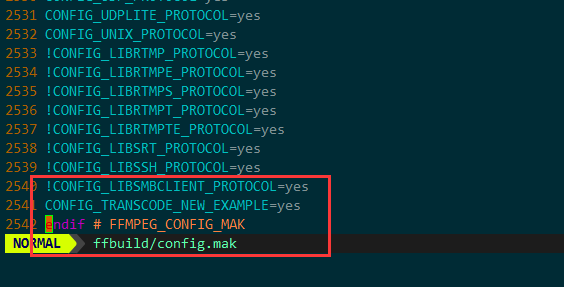 2531 CONFIG_UDPLITE_PROTOCOL=yes
2532 CONFIG_UNIX_PROTOCOL=yes
2533 !CONFIG_LIBRTMP_PROTOCOL=yes
2534 !CONFIG_LIBRTMPE_PROTOCOL=yes
2535 !CONFIG_LIBRTMPS_PROTOCOL=yes
2536 !CONFIG_LIBRTMPT_PROTOCOL=yes
2537 !CONFIG_LIBRTMPTE_PROTOCOL=yes
2538 !CONFIG_LIBSRT_PROTOCOL=yes
2539 !CONFIG_LIBSSH_PROTOCOL=yes
2540 !CONFIG_LIBSMBCLIENT_PROTOCOL=yes
2541 CONFIG_TRANSCODE_NEW_EXAMPLE=yes
2542 endif # FFMPEG_CONFIG_MAK
NORMAL ffbuild/config.mak